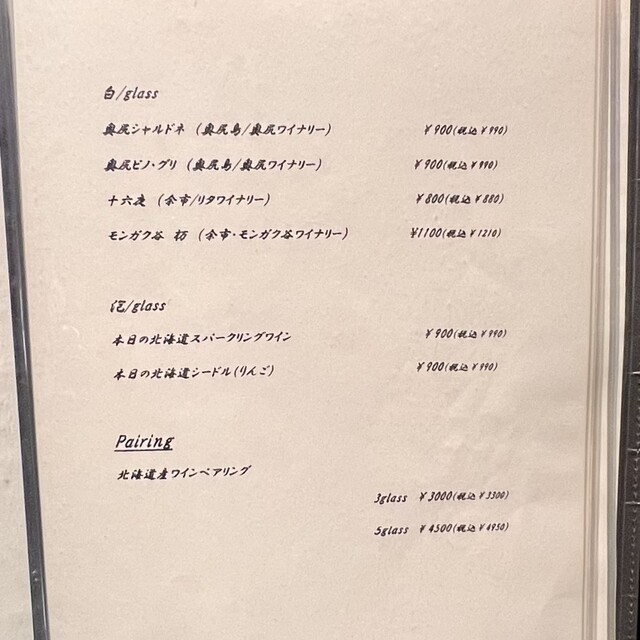 白/glass
奥尻シャルドネ (奥尻島/奥尻ワイナリー) ¥900(税込¥990)
奥尻ピノ・グリ (奥尻島/奥尻ワイナリー) ¥900(税込¥990)
十六夜 (余市/リタワイナリー) ¥800(税込¥880)
モンガク谷 栃 (余市・モンガク谷ワイナリー) ¥1100(税込¥1210)
泡/glass
本日の北海道スパークリングワイン ¥900(税込¥990)
本日の北海道シードル(りんご) ¥900(税込¥990)
Pairing
北海道産ワインペアリング
3glass ¥3000(税込¥3300)
5glass ¥4500(税込¥4950)